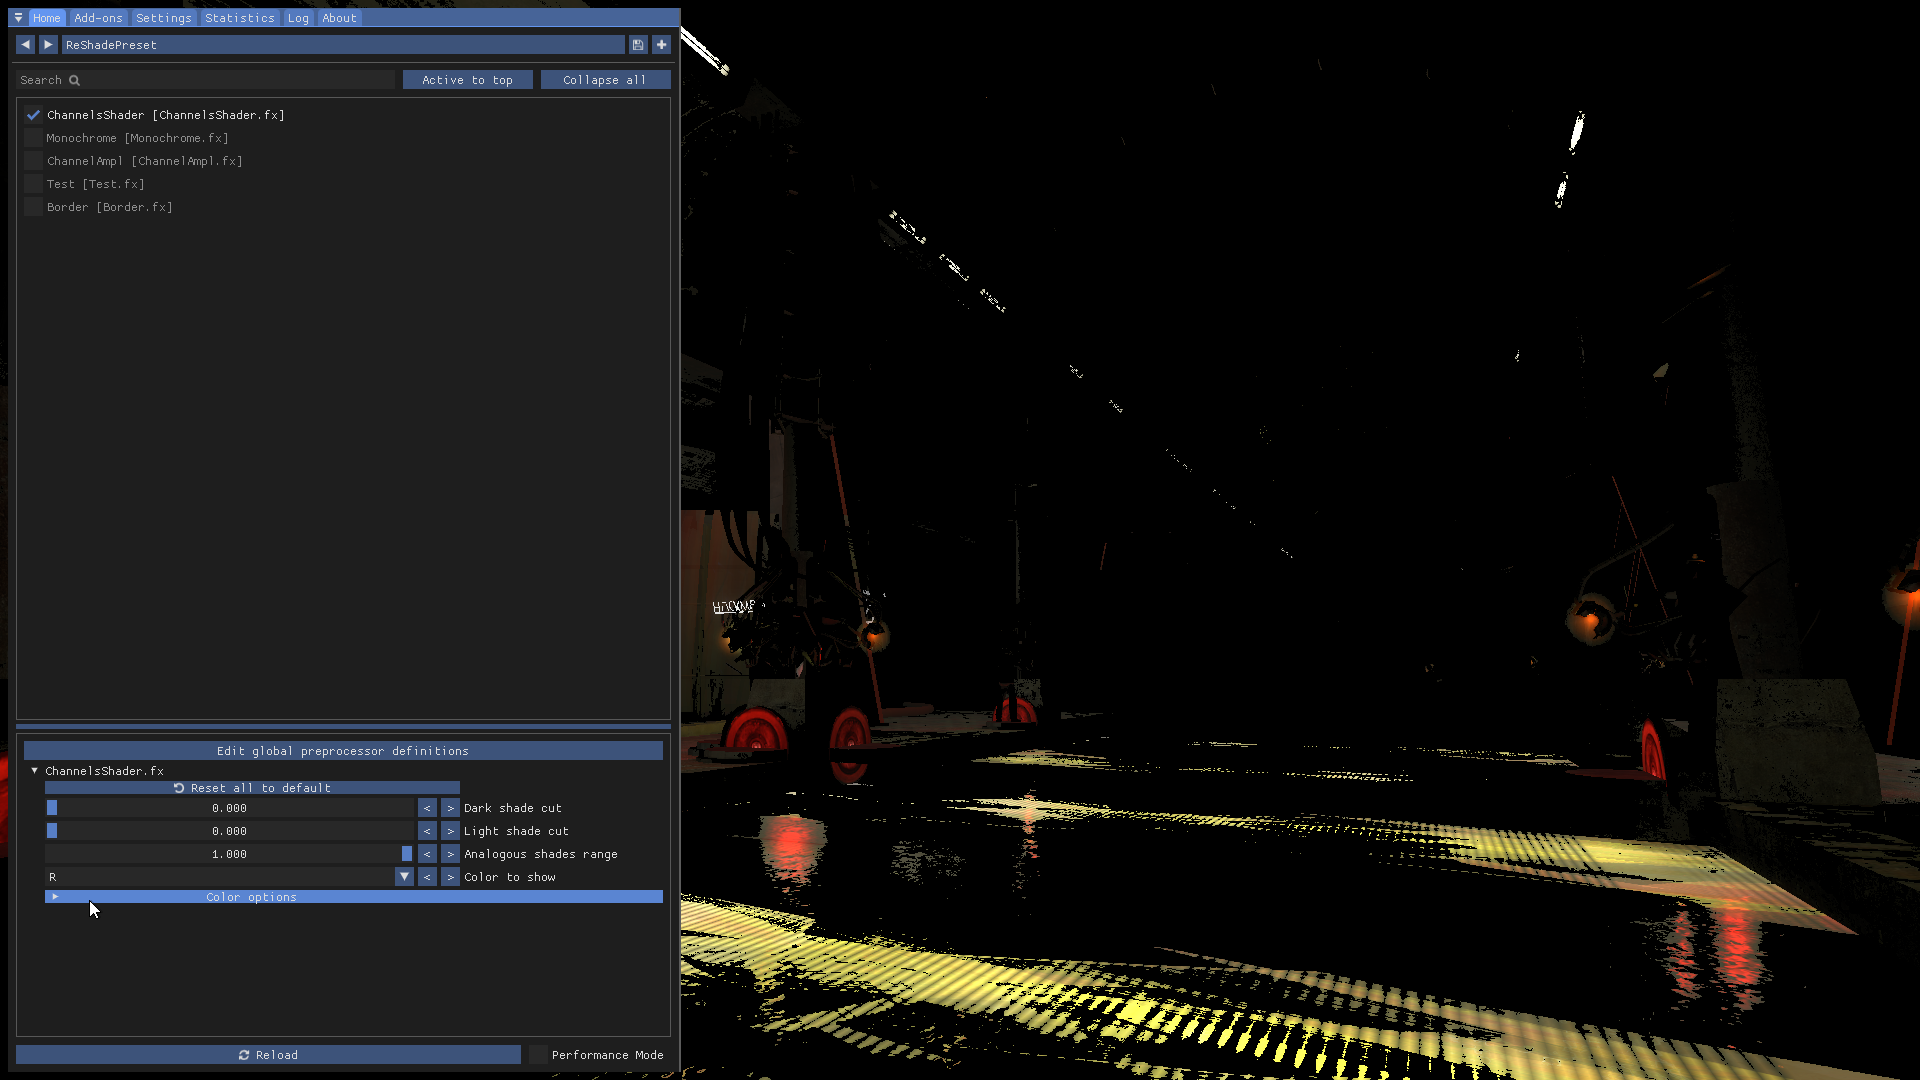 Home Add-ons Settings Statistics Log About
ReShadePreset
Search Active to top Collapse all
ChannelsShader [ChannelsShader.fx]
Monochrome [Monochrome.fx]
ChannelAmpl [ChannelAmpl.fx]
Test [Test.fx]
Border [Border.fx]
Edit global preprocessor definitions
ChannelsShader.fx
Reset all to default
0.000 < > Dark shade cut
0.000 < > Light shade cut
1.000 < > Analogous shades range
R < > Color to show
Color options
Reload Performance Mode